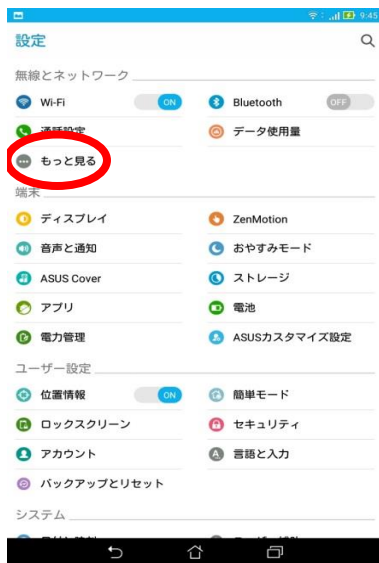 9:45
設定
無線とネットワーク
Wi-Fi ON Bluetooth OFF
通話設定 データ使用量
もっと見る
端末
ディスプレイ ZenMotion
音声と通知 おやすみモード
ASUS Cover ストレージ
アプリ 電池
電力管理 ASUSカスタマイズ設定
ユーザー設定
位置情報 ON 簡単モード
ロックスクリーン セキュリティ
アカウント 言語と入力
バックアップとリセット
システム